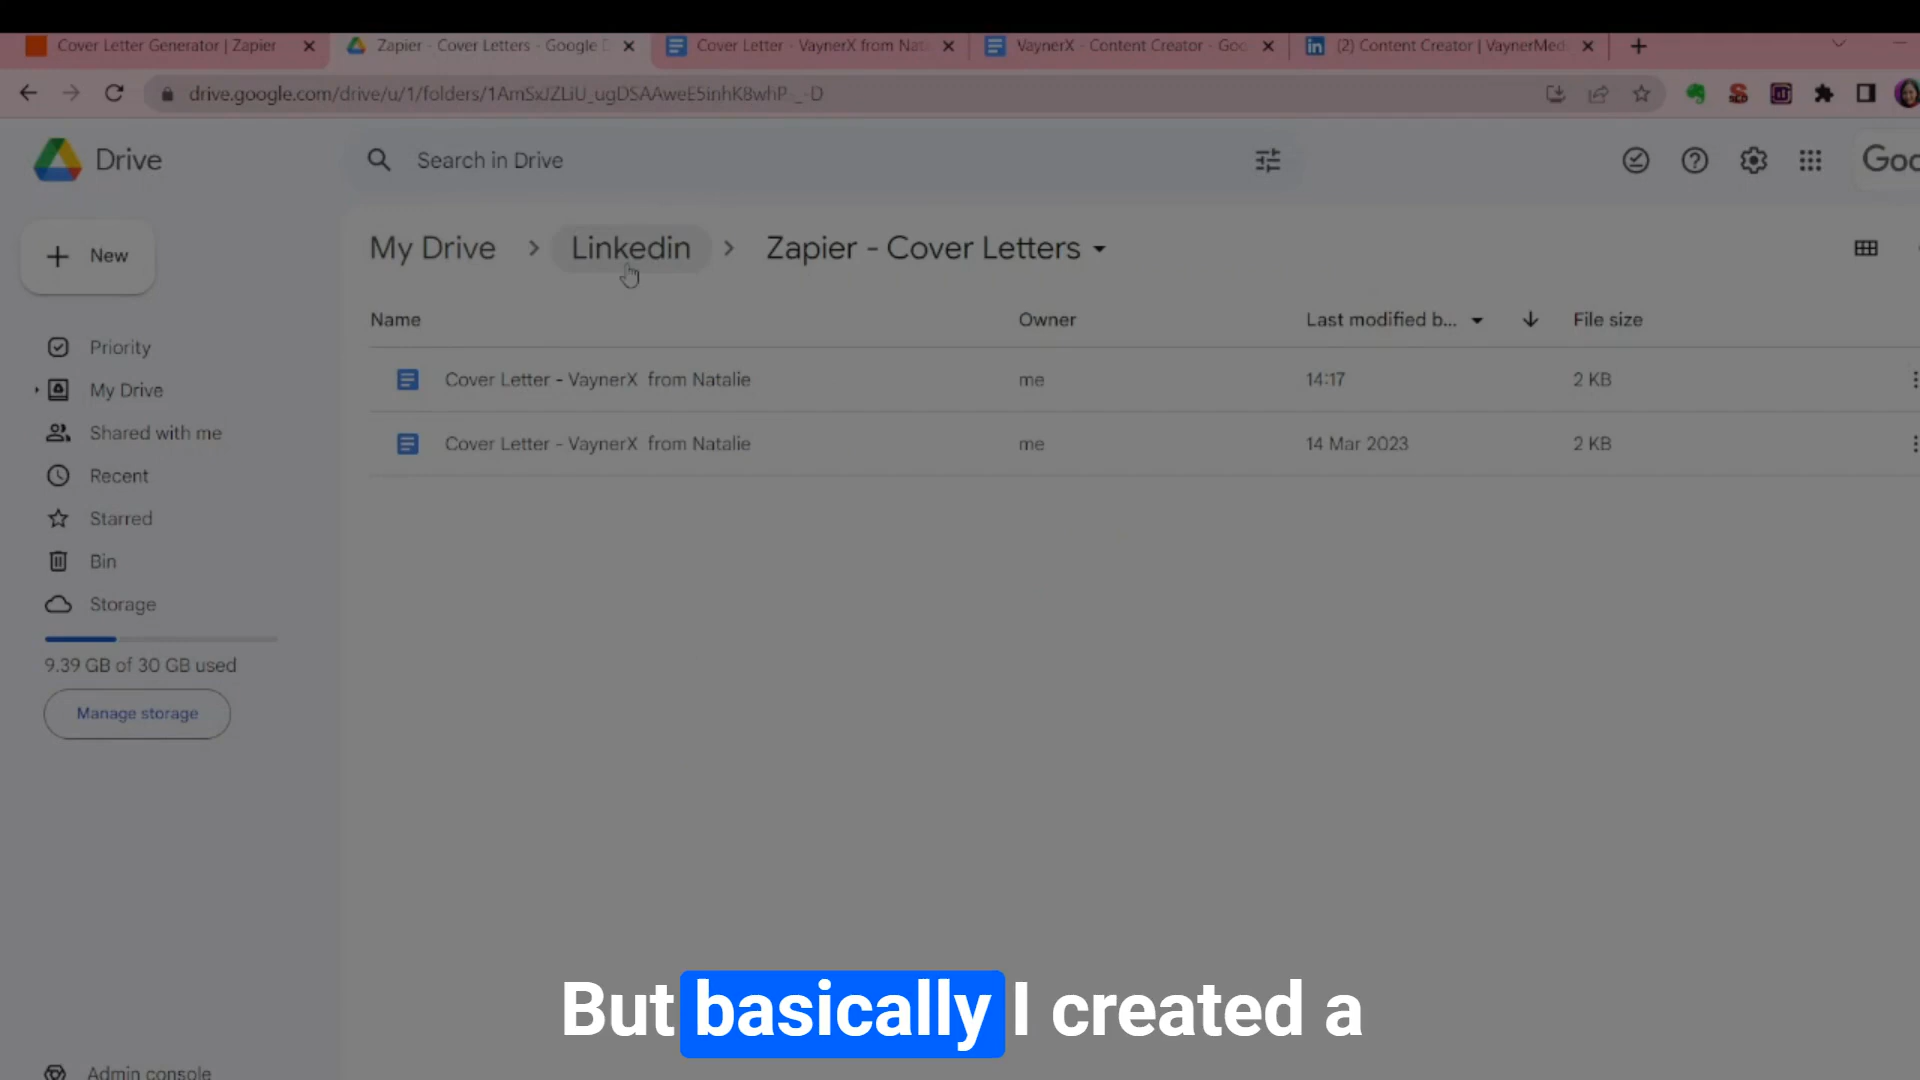 Cover Letter Generator | Zapier
Zapier - Cover Letters - Google D
Cover Letter - VaynerX from Nat
VaynerX - Content Creator - Goo
(2) Content Creator | VaynerMed
drive.google.com/drive/u/1/folders/1AmSxJZLiU_ugDSAAweE5inhK8whP-_-D
Drive
Search in Drive
Goo
New
My Drive > Linkedin > Zapier - Cover Letters
Name Owner Last modified b... File size
Cover Letter - VaynerX from Natalie me 14:17 2 KB
Cover Letter - VaynerX from Natalie me 14 Mar 2023 2 KB
Priority
My Drive
Shared with me
Recent
Starred
Bin
Storage
9.39 GB of 30 GB used
Manage storage
Admin console
But basically I created a